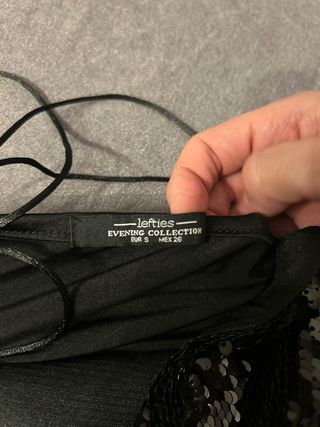 lefties
EVENING COLLECTION
EUR S MEX 26